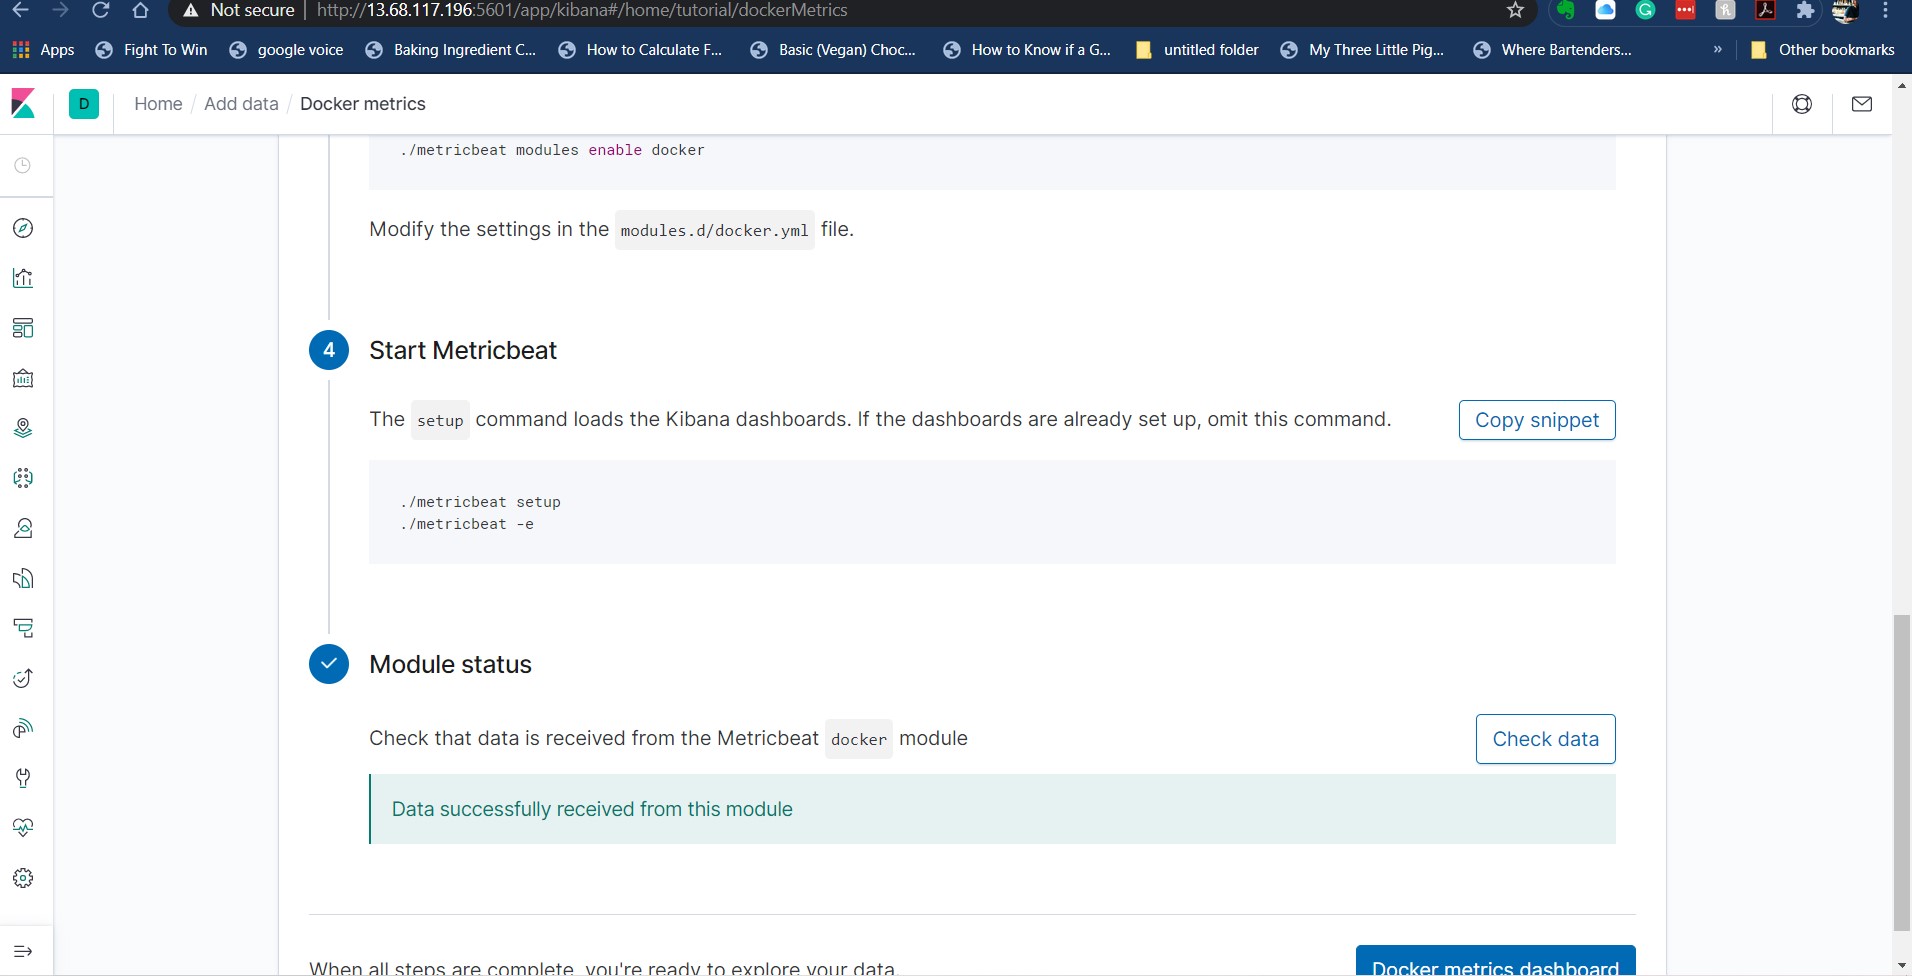 Not secure
http://13.68.117.196:5601/app/kibana#/home/tutorial/dockerMetrics
Apps
Fight To Win
google voice
Baking Ingredient C...
How to Calculate F...
Basic (Vegan) Choc...
How to Know if a G...
untitled folder
My Three Little Pig...
Where Bartenders...
»
Other bookmarks
D
Home / Add data / Docker metrics
./metricbeat modules enable docker
Modify the settings in the modules.d/docker.yml file.
4
Start Metricbeat
The setup command loads the Kibana dashboards. If the dashboards are already set up, omit this command.
Copy snippet
./metricbeat setup
./metricbeat -e
Module status
Check that data is received from the Metricbeat docker module
Check data
Data successfully received from this module
When all steps are complete, you're ready to explore your data.
Docker metrics dashboard